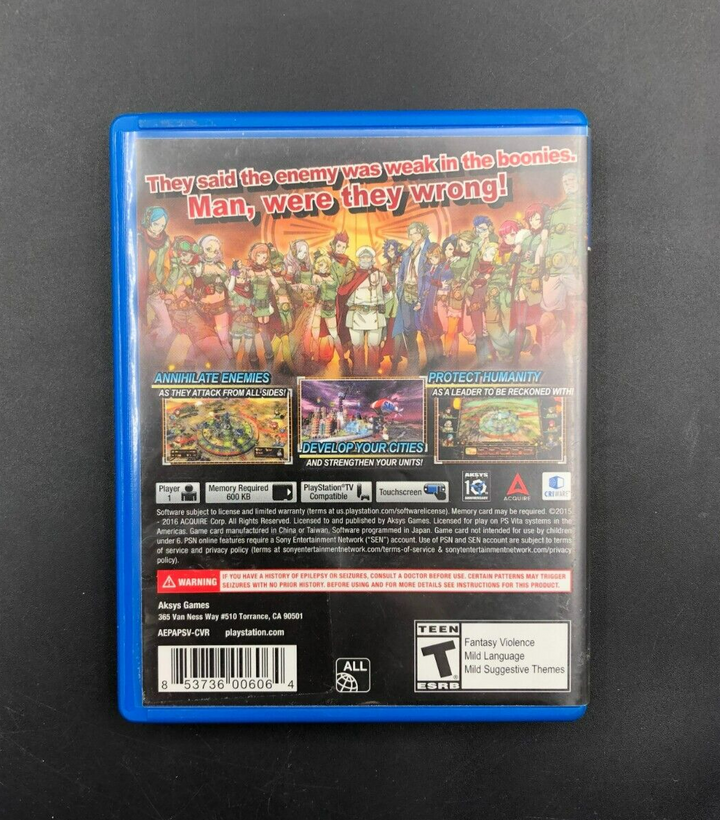 They said the enemy was weak in the boonies.
Man, were they wrong!
ANNIHILATE ENEMIES
AS THEY ATTACK FROM ALL SIDES!
DEVELOP YOUR CITIES
AND STRENGTHEN YOUR UNITS!
PROTECT HUMANITY
AS A LEADER TO BE RECKONED WITH!
Player
1
Memory Required
600 KB
PlayStation®TV
Compatible
Touchscreen
AKSYS
10
ACQUIRE
CERO
Software subject to license and limited warranty (terms at us.playstation.com/softwarelicense). Memory card may be required. ©2015
- 2016 ACQUIRE Corp. All Rights Reserved. Licensed to and published by Aksys Games. Licensed for play on PS Vita systems in the
Americas. Game card manufactured in China or Taiwan, Software programmed in Japan. Game card not intended for use by children
under 6. PSN online features require a Sony Entertainment Network ("SEN") account. Use of PSN and SEN account are subject to terms
of service and privacy policy (terms at sonyentertainmentnetwork.com/terms-of-service & sonyentertainmentnetwork.com/privacy
policy).
WARNING
IF YOU HAVE A HISTORY OF EPILEPSY OR SEIZURES, CONSULT A DOCTOR BEFORE USE. CERTAIN PATTERNS MAY TRIGGER
SEIZURES WITH NO PRIOR HISTORY. BEFORE USING AND FOR MORE DETAILS SEE INSTRUCTIONS FOR THIS PRODUCT.
Aksys Games
365 Van Ness Way #510 Torrance, CA 90501
AEPAPSV-CVR playstation.com
8 53736 00606 4
ALL
TEEN
T
ESRB
Fantasy Violence
Mild Language
Mild Suggestive Themes